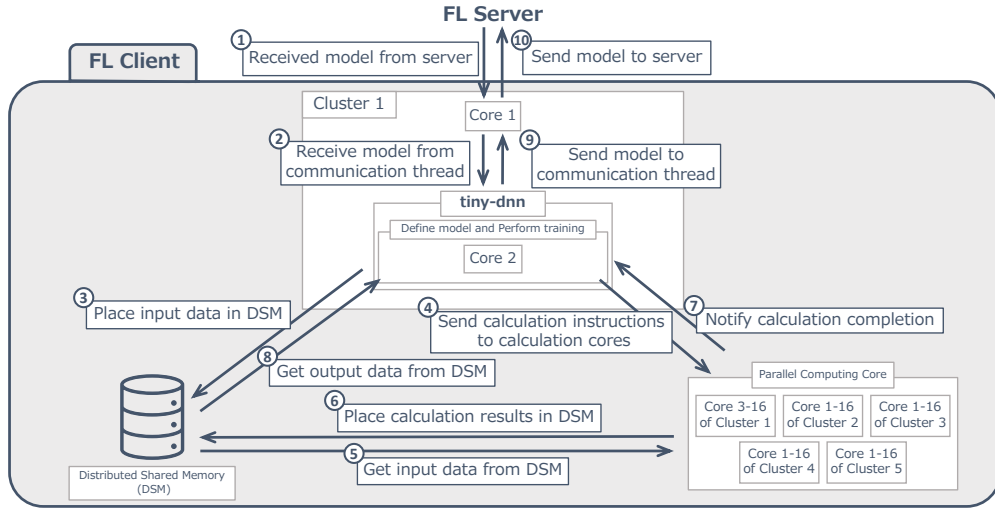 FL Server
1
Received model from server
10
Send model to server
FL Client
Cluster 1
Core 1
2
Receive model from
communication thread
9
Send model to
communication thread
tiny-dnn
Define model and Perform training
Core 2
3
Place input data in DSM
4
Send calculation instructions
to calculation cores
7
Notify calculation completion
8
Get output data from DSM
6
Place calculation results in DSM
5
Get input data from DSM
Distributed Shared Memory
(DSM)
Parallel Computing Core
Core 3-16
of Cluster 1
Core 1-16
of Cluster 2
Core 1-16
of Cluster 3
Core 1-16
of Cluster 4
Core 1-16
of Cluster 5